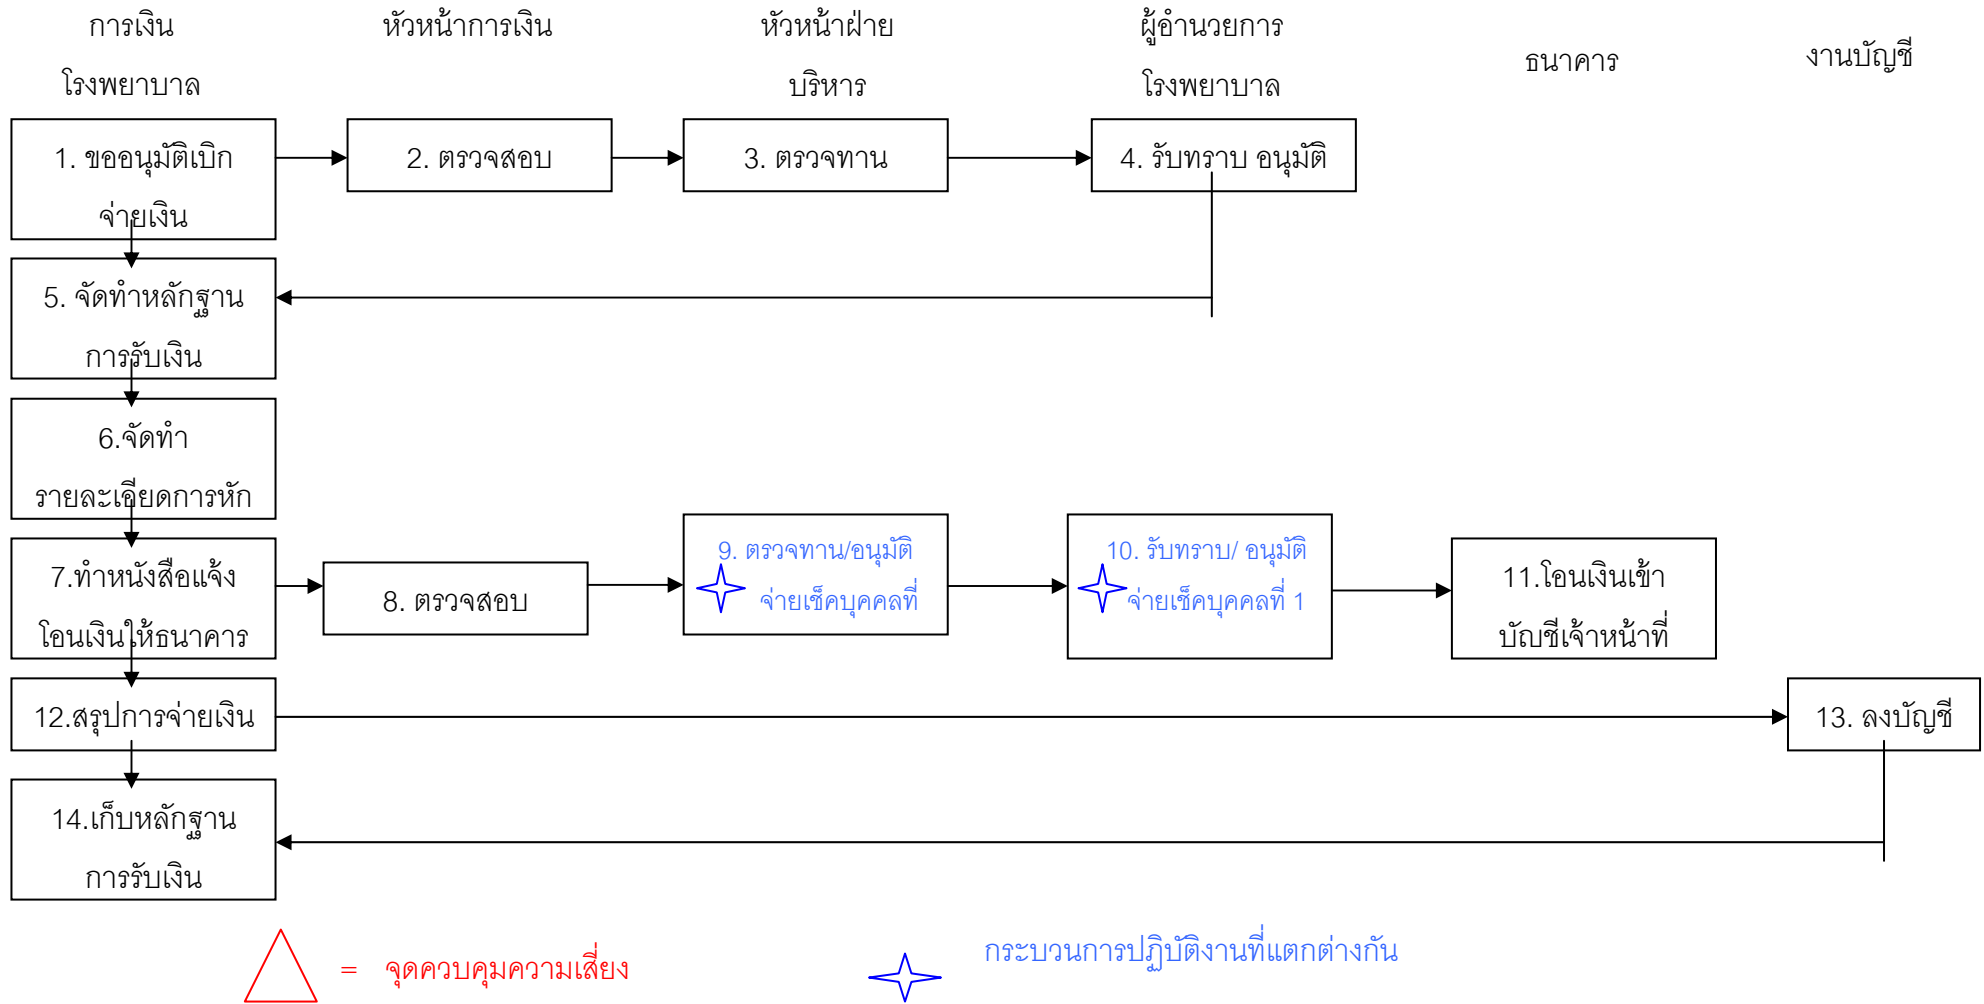 การเงิน
โรงพยาบาล
หัวหน้าการเงิน
หัวหน้าฝ่าย
บริหาร
ผู้อำนวยการ
โรงพยาบาล
ธนาคาร
งานบัญชี
1. ขออนุมัติเบิก
จ่ายเงิน
2. ตรวจสอบ
3. ตรวจทาน
4. รับทราบ อนุมัติ
5. จัดทำหลักฐาน
การรับเงิน
6.จัดทำ
รายละเอียดการหัก
7.ทำหนังสือแจ้ง
โอนเงินให้ธนาคาร
8. ตรวจสอบ
9. ตรวจทาน/อนุมัติ
จ่ายเช็คบุคคลที่
10. รับทราบ/ อนุมัติ
จ่ายเช็คบุคคลที่ 1
11.โอนเงินเข้า
บัญชีเจ้าหน้าที่
12.สรุปการจ่ายเงิน
13. ลงบัญชี
14.เก็บหลักฐาน
การรับเงิน
= จุดควบคุมความเสี่ยง
กระบวนการปฏิบัติงานที่แตกต่างกัน